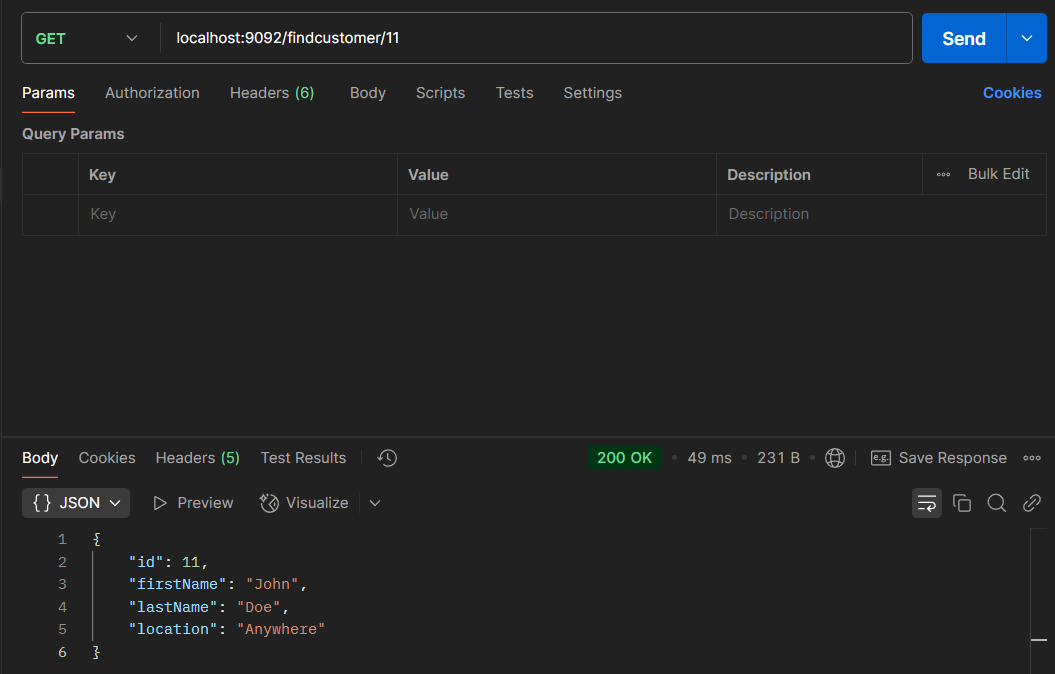 GET localhost:9092/findcustomer/11 Send
Params Authorization Headers (6) Body Scripts Tests Settings Cookies
Query Params
Key Value Description Bulk Edit
Key Value Description
Body Cookies Headers (5) Test Results 200 OK • 49 ms • 231 B • e.g. Save Response
{} JSON Preview Visualize
1 {
2 "id": 11,
3 "firstName": "John",
4 "lastName": "Doe",
5 "location": "Anywhere"
6 }